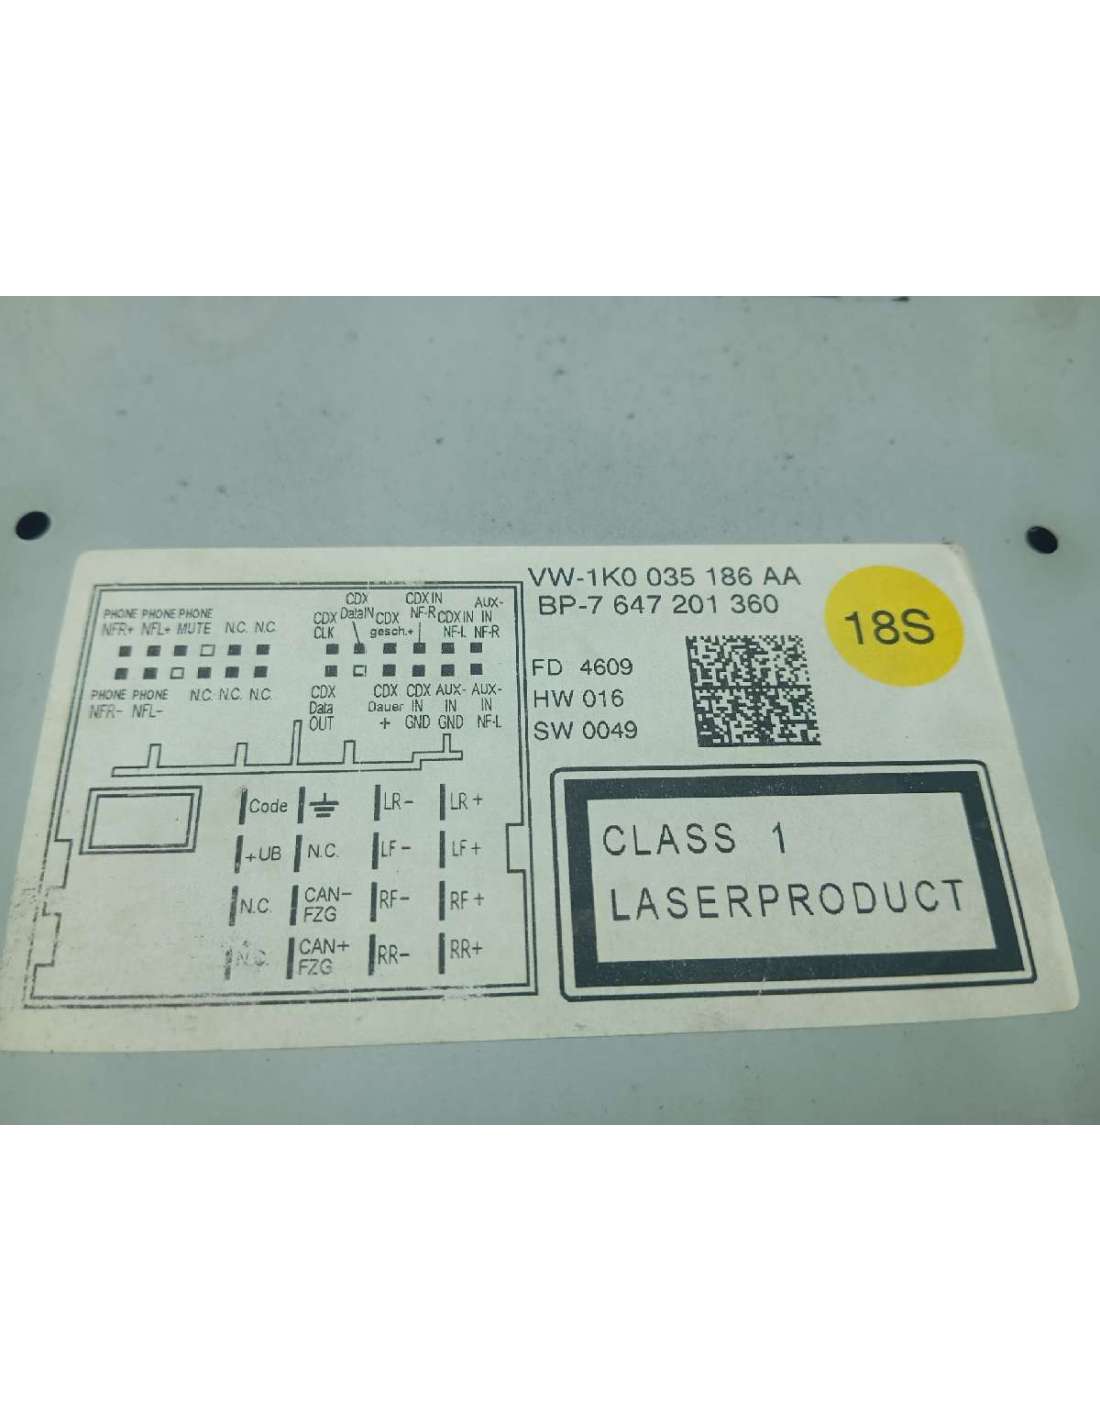 VW-1K0 035 186 AA
BP-7 647 201 360
18S
FD 4609
HW 016
SW 0049
CLASS 1
LASERPRODUCT
PHONE PHONE PHONE
NFR+ NFL+ MUTE N.C. N.C.
PHONE PHONE
NFR- NFL- N.C. N.C. N.C.
CDX
CLK
CDX
DataIN
CDX
gesch.+
CDX IN
NF-R
CDX IN
NF-L
AUX-
IN
NF-R
CDX
Data
OUT
CDX
Dauer
+
CDX
IN
GND
AUX-
IN
GND
AUX-
IN
NF-L
Code LR- LR+
+UB N.C. LF- LF+
N.C. CAN-
FZG RF- RF+
N.C. CAN+
FZG RR- RR+